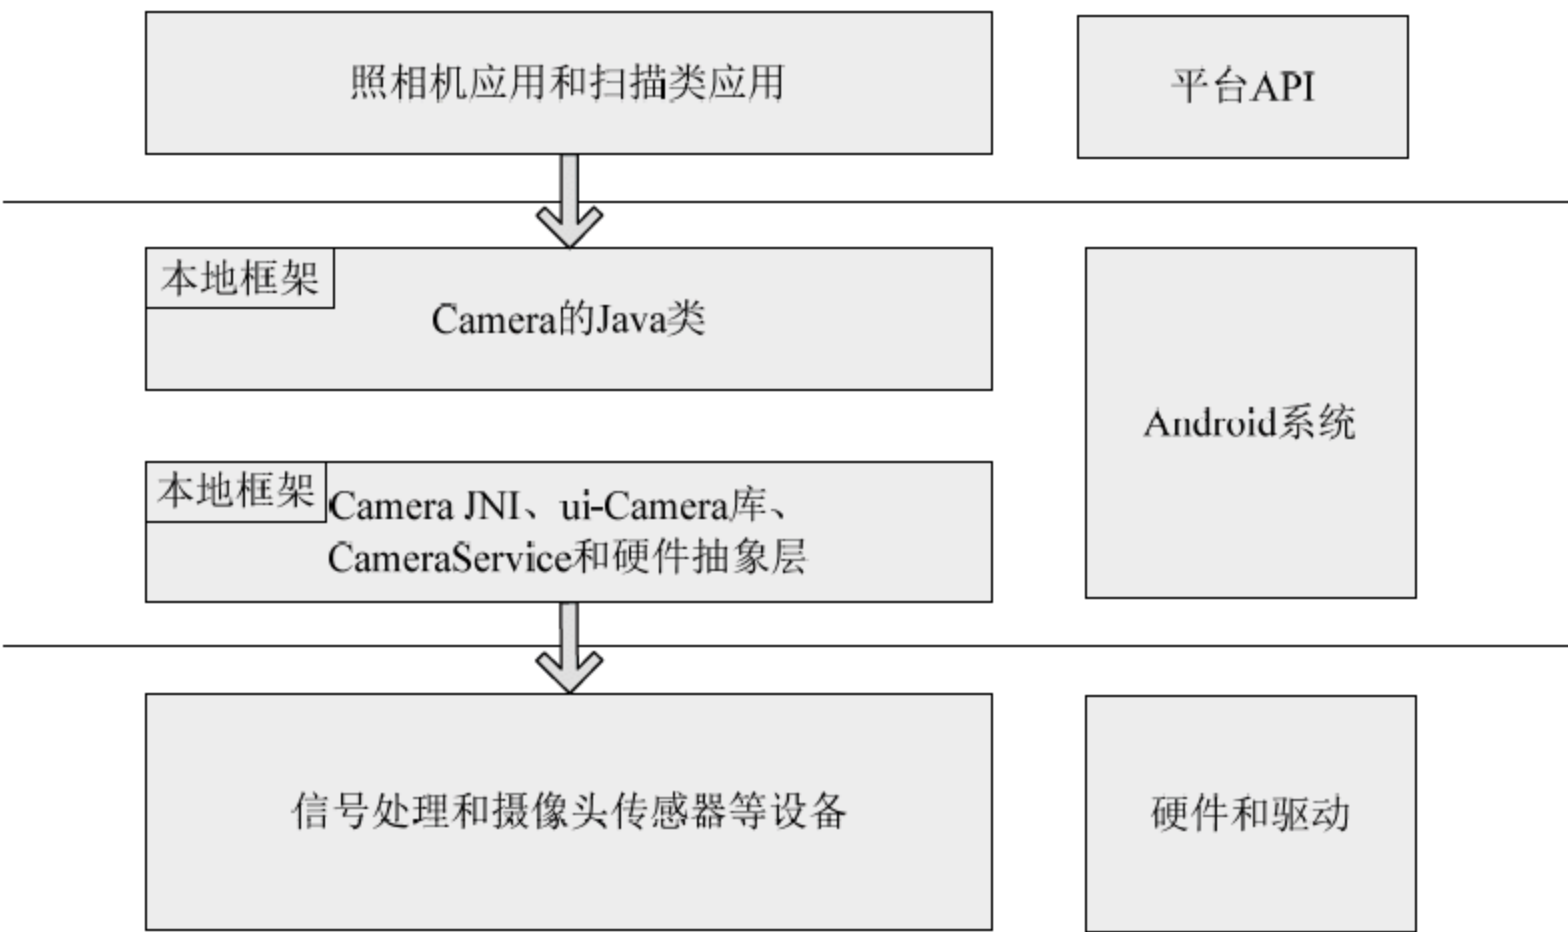 照相机应用和扫描类应用
平台API
本地框架
Camera的Java类
Android系统
本地框架
Camera JNI、ui-Camera库、
CameraService和硬件抽象层
信号处理和摄像头传感器等设备
硬件和驱动